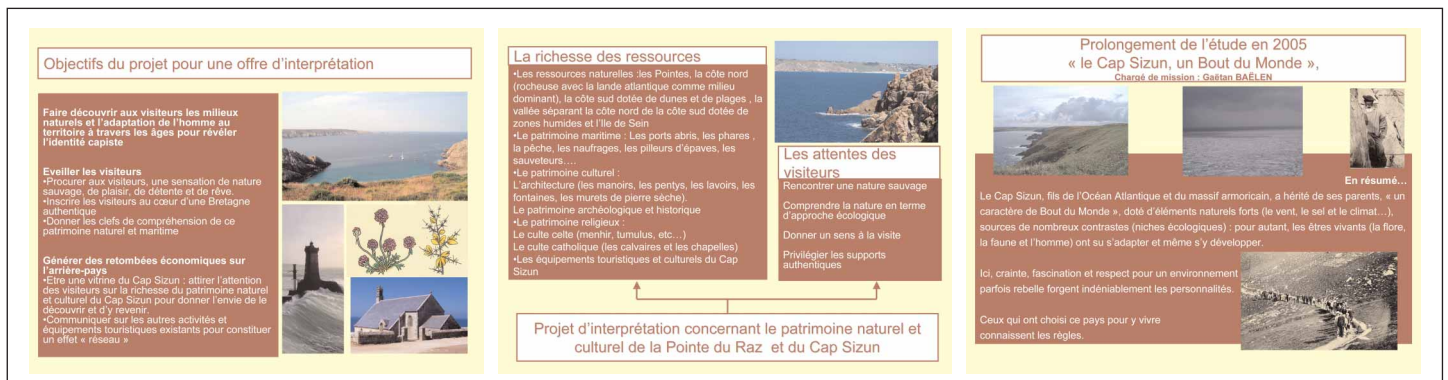 Objectifs du projet pour une offre d'interprétation
Faire découvrir aux visiteurs les milieux
naturels et l'adaptation de l'homme au
territoire à travers les âges pour révéler
l'identité capiste
Eveiller les visiteurs
•Procurer aux visiteurs, une sensation de nature
sauvage, de plaisir, de détente et de rêve.
•Inscrire les visiteurs au cœur d'une Bretagne
authentique
•Donner les clefs de compréhension de ce
patrimoine naturel et maritime
Générer des retombées économiques sur
l'arrière-pays
•Etre une vitrine du Cap Sizun : attirer l'attention
des visiteurs sur la richesse du patrimoine naturel
et culturel du Cap Sizun pour donner l'envie de le
découvrir et d'y revenir.
•Communiquer sur les autres activités et
équipements touristiques existants pour constituer
un effet « réseau »
La richesse des ressources
•Les ressources naturelles :les Pointes, la côte nord
(rocheuse avec la lande atlantique comme milieu
dominant), la côte sud dotée de dunes et de plages , la
vallée séparant la côte nord de la côte sud dotée de
zones humides et l'Ile de Sein
•Le patrimoine maritime : Les ports abris, les phares ,
la pêche, les naufrages, les pilleurs d'épaves, les
sauveteurs….
•Le patrimoine culturel :
L'architecture (les manoirs, les pentys, les lavoirs, les
fontaines, les murets de pierre sèche).
Le patrimoine archéologique et historique
•Le patrimoine religieux :
Le culte celte (menhir, tumulus, etc…)
Le culte catholique (les calvaires et les chapelles)
•Les équipements touristiques et culturels du Cap
Sizun
Les attentes des
visiteurs
Rencontrer une nature sauvage
Comprendre la nature en terme
d'approche écologique
Donner un sens à la visite
Privilégier les supports
authentiques
Projet d'interprétation concernant le patrimoine naturel et
culturel de la Pointe du Raz et du Cap Sizun
Prolongement de l'étude en 2005
« le Cap Sizun, un Bout du Monde »,
Chargé de mission : Gaëtan BAËLEN
En résumé…
Le Cap Sizun, fils de l'Océan Atlantique et du massif armoricain, a hérité de ses parents, « un
caractère de Bout du Monde », doté d'éléments naturels forts (le vent, le sel et le climat…),
sources de nombreux contrastes (niches écologiques) : pour autant, les êtres vivants (la flore,
la faune et l'homme) ont su s'adapter et même s'y développer.
Ici, crainte, fascination et respect pour un environnement
parfois rebelle forgent indéniablement les personnalités.
Ceux qui ont choisi ce pays pour y vivre
connaissent les règles.